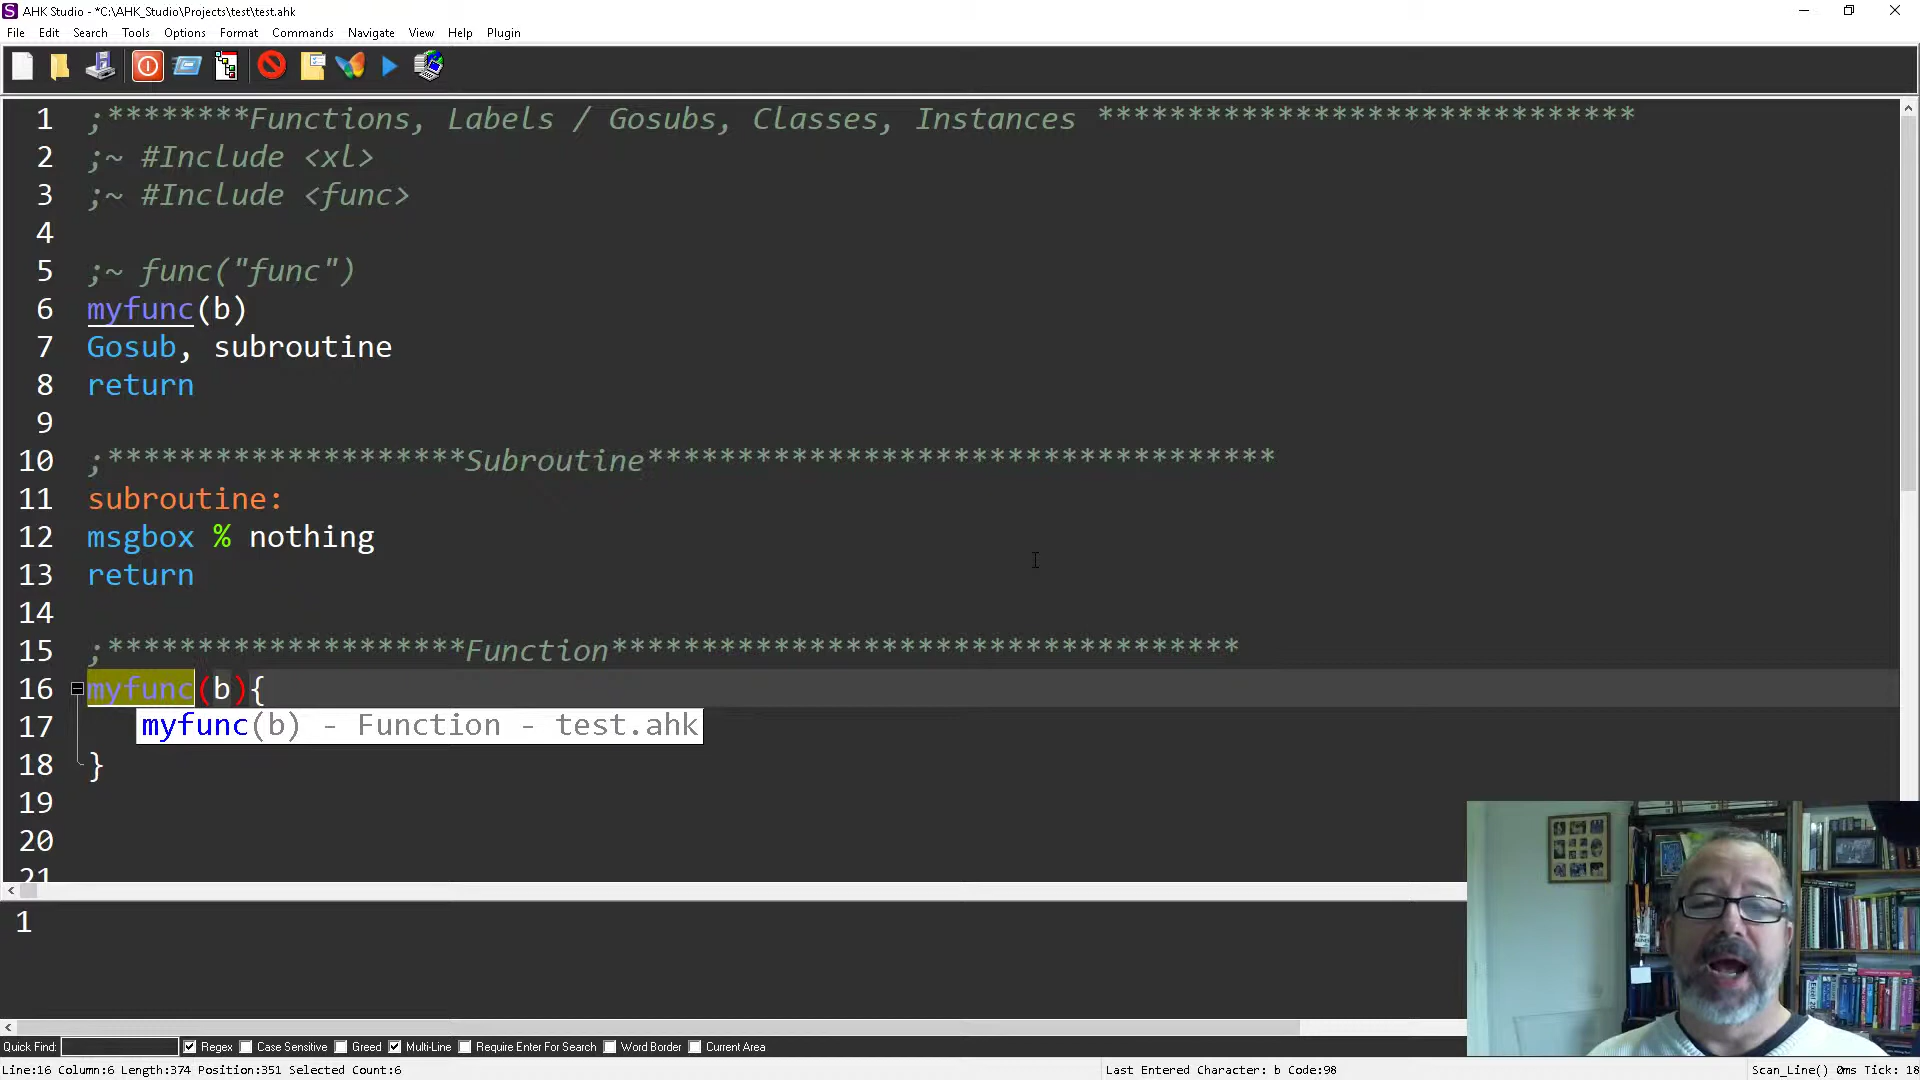 AHK Studio - *C:\AHK_Studio\Projects\test\test.ahk
File Edit Search Tools Options Format Commands Navigate View Help Plugin
1 ;********Functions, Labels / Gosubs, Classes, Instances ******************************
2 ;~ #Include <xl>
3 ;~ #Include <func>
4
5 ;~ func("func")
6 myfunc(b)
7 Gosub, subroutine
8 return
9
10 ;********************Subroutine***********************************
11 subroutine:
12 msgbox % nothing
13 return
14
15 ;********************Function***********************************
16 myfunc(b){
17 myfunc(b) - Function - test.ahk
18 }
19
20
21
1
Quick Find: Regex Case Sensitive Greed Multi-Line Require Enter For Search Word Border Current Area
Line:16 Column:6 Length:374 Position:351 Selected Count:6 Last Entered Character: b Code:98 Scan_Line() 0ms Tick: 18